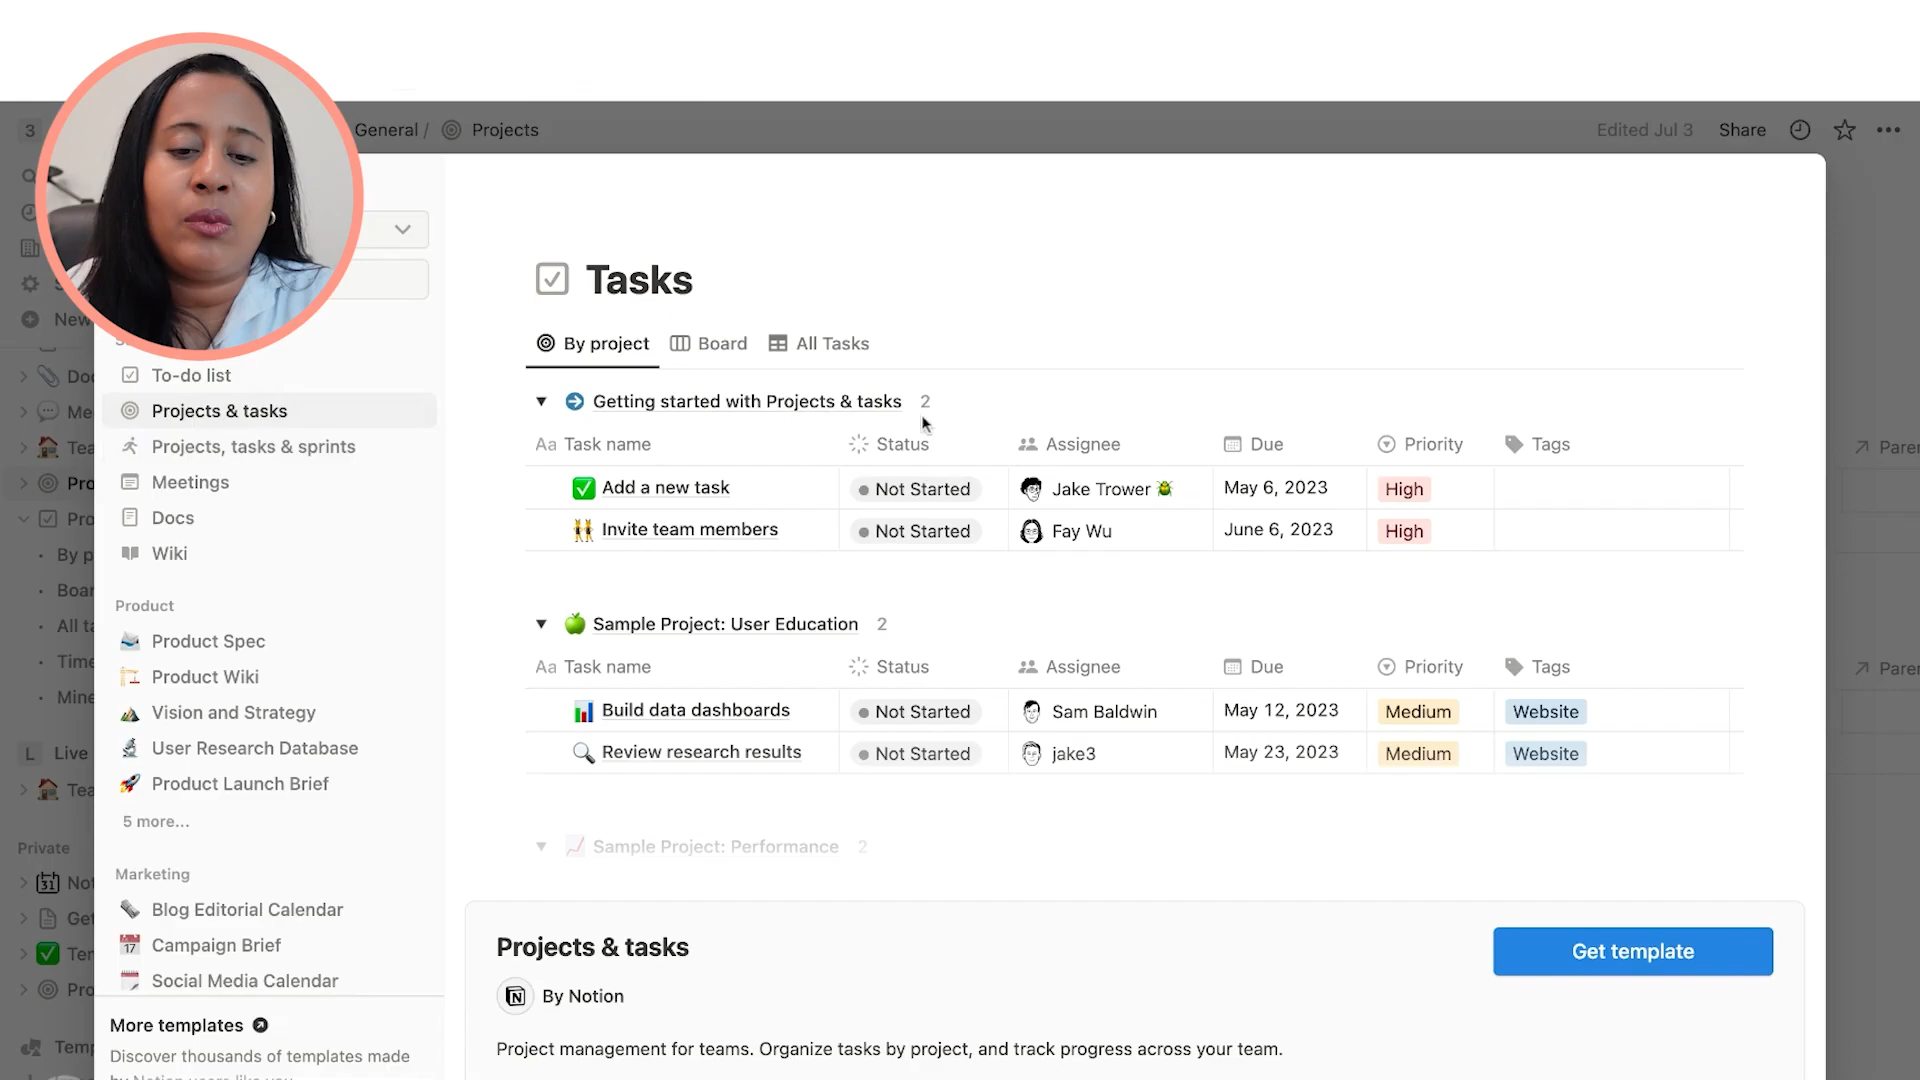 3
General / Projects
Edited Jul 3
Share
New
To-do list
Projects & tasks
Projects, tasks & sprints
Meetings
Docs
Wiki
Product
Product Spec
Product Wiki
Vision and Strategy
User Research Database
Product Launch Brief
5 more...
Marketing
Blog Editorial Calendar
Campaign Brief
Social Media Calendar
More templates
Discover thousands of templates made
by Notion users like you
L Live
Private
31
Tasks
By project
Board
All Tasks
Getting started with Projects & tasks 2
Aa Task name Status Assignee Due Priority Tags
Add a new task Not Started Jake Trower May 6, 2023 High
Invite team members Not Started Fay Wu June 6, 2023 High
Sample Project: User Education 2
Aa Task name Status Assignee Due Priority Tags
Build data dashboards Not Started Sam Baldwin May 12, 2023 Medium Website
Review research results Not Started jake3 May 23, 2023 Medium Website
Sample Project: Performance 2
Projects & tasks
By Notion
Get template
Project management for teams. Organize tasks by project, and track progress across your team.